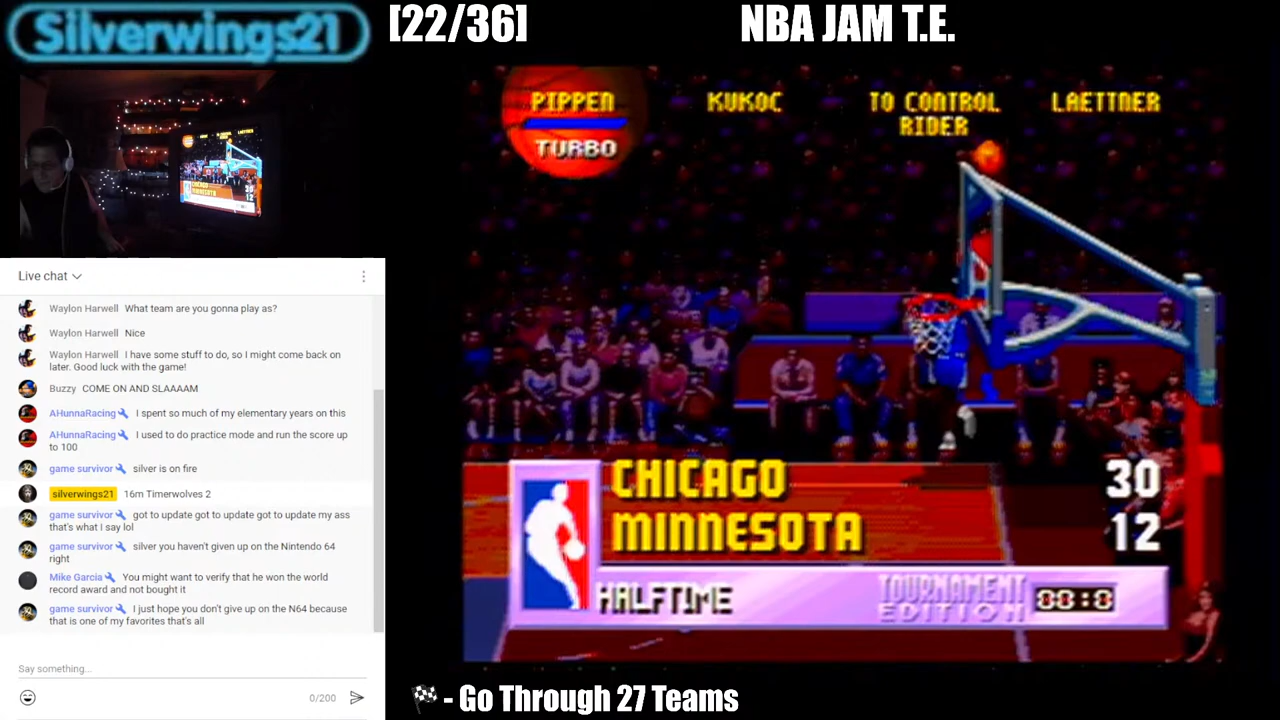 Silverwings21
[22/36]
NBA JAM T.E.
PIPPEN
TURBO
KUKOC
TO CONTROL
RIDER
LAETTNER
Live chat
Waylon Harwell What team are you gonna play as?
Waylon Harwell Nice
Waylon Harwell I have some stuff to do, so I might come back on
later. Good luck with the game!
Buzzy COME ON AND SLAAAAM
AHunnaRacing I spent so much of my elementary years on this
AHunnaRacing I used to do practice mode and run the score up
to 100
game survivor silver is on fire
silverwings21 16m Timerwolves 2
game survivor got to update got to update got to update my ass
that's what I say lol
game survivor silver you haven't given up on the Nintendo 64
right
Mike Garcia You might want to verify that he won the world
record award and not bought it
game survivor I just hope you don't give up on the N64 because
that is one of my favorites that's all
Say something...
0/200
CHICAGO 30
MINNESOTA 12
HALFTIME
TOURNAMENT
EDITION
00:0
- Go Through 27 Teams